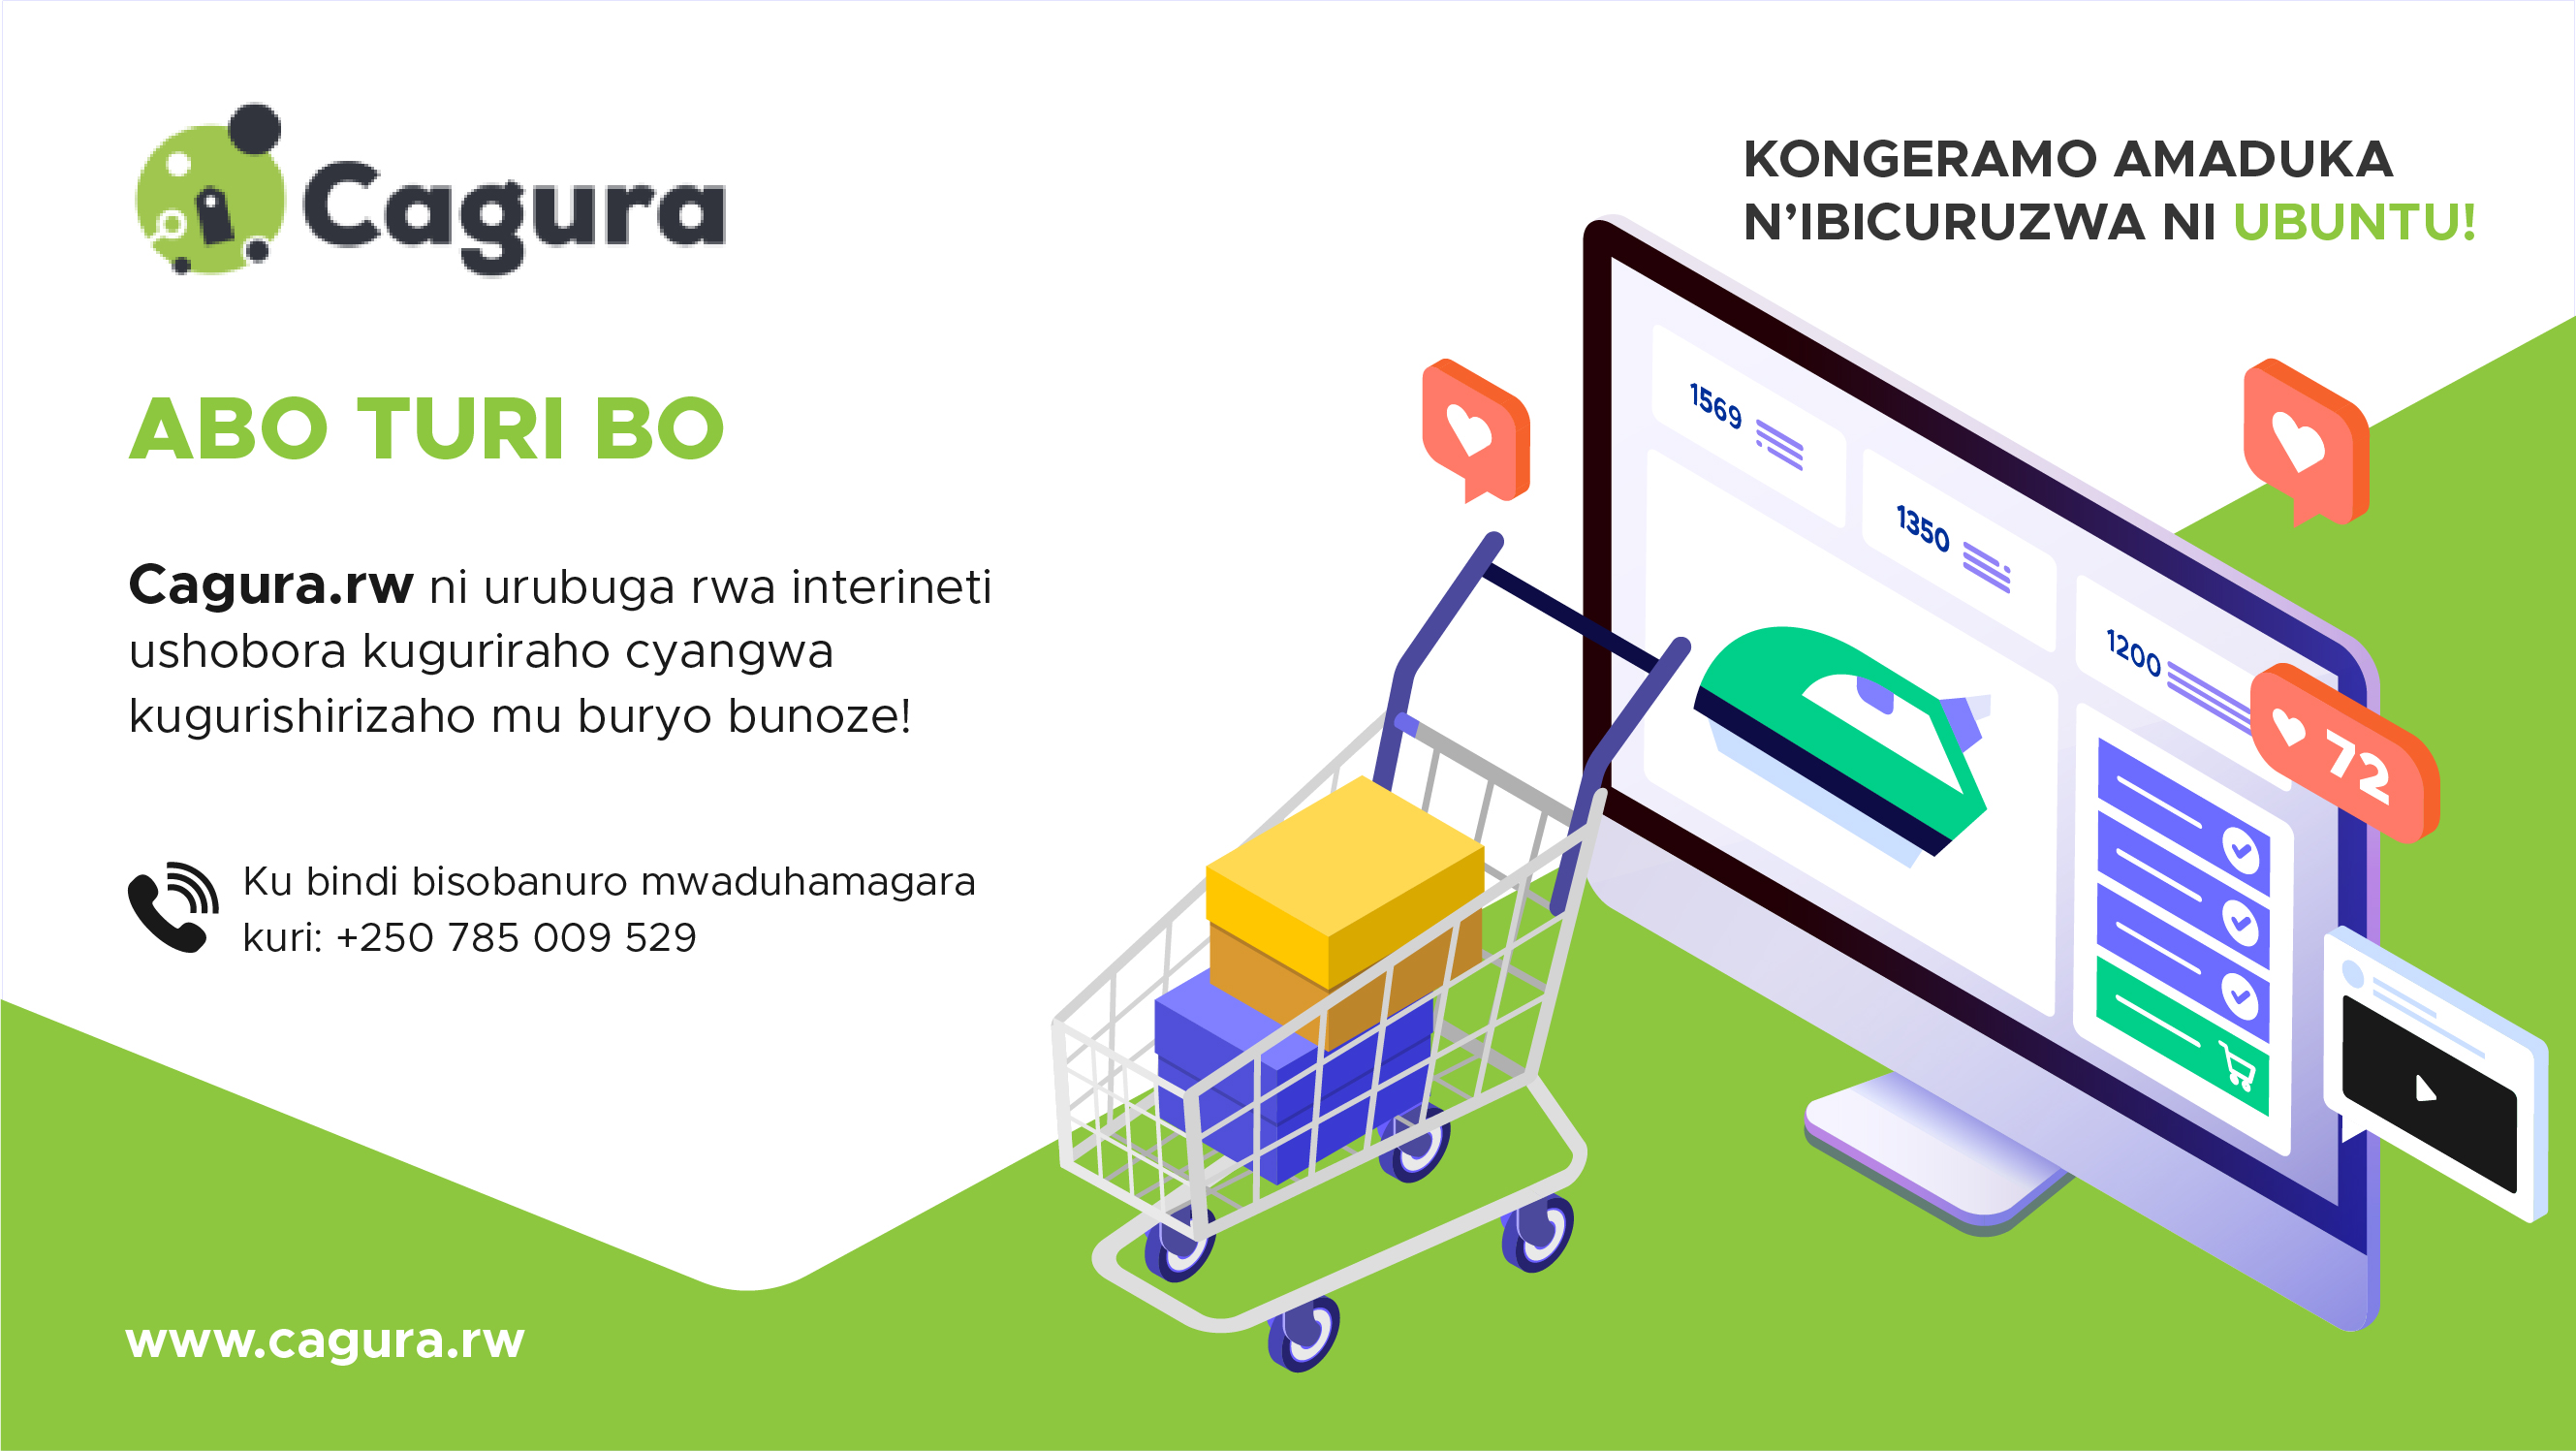 Cagura
KONGERAMO AMADUKA
N’IBICURUZWA NI UBUNTU!
ABO TURI BO
Cagura.rw ni urubuga rwa interineti
ushobora kuguriraho cyangwa
kugurishirizaho mu buryo bunoze!
Ku bindi bisobanuro mwaduhamagara
kuri: +250 785 009 529
www.cagura.rw
1569
1350
1200
72